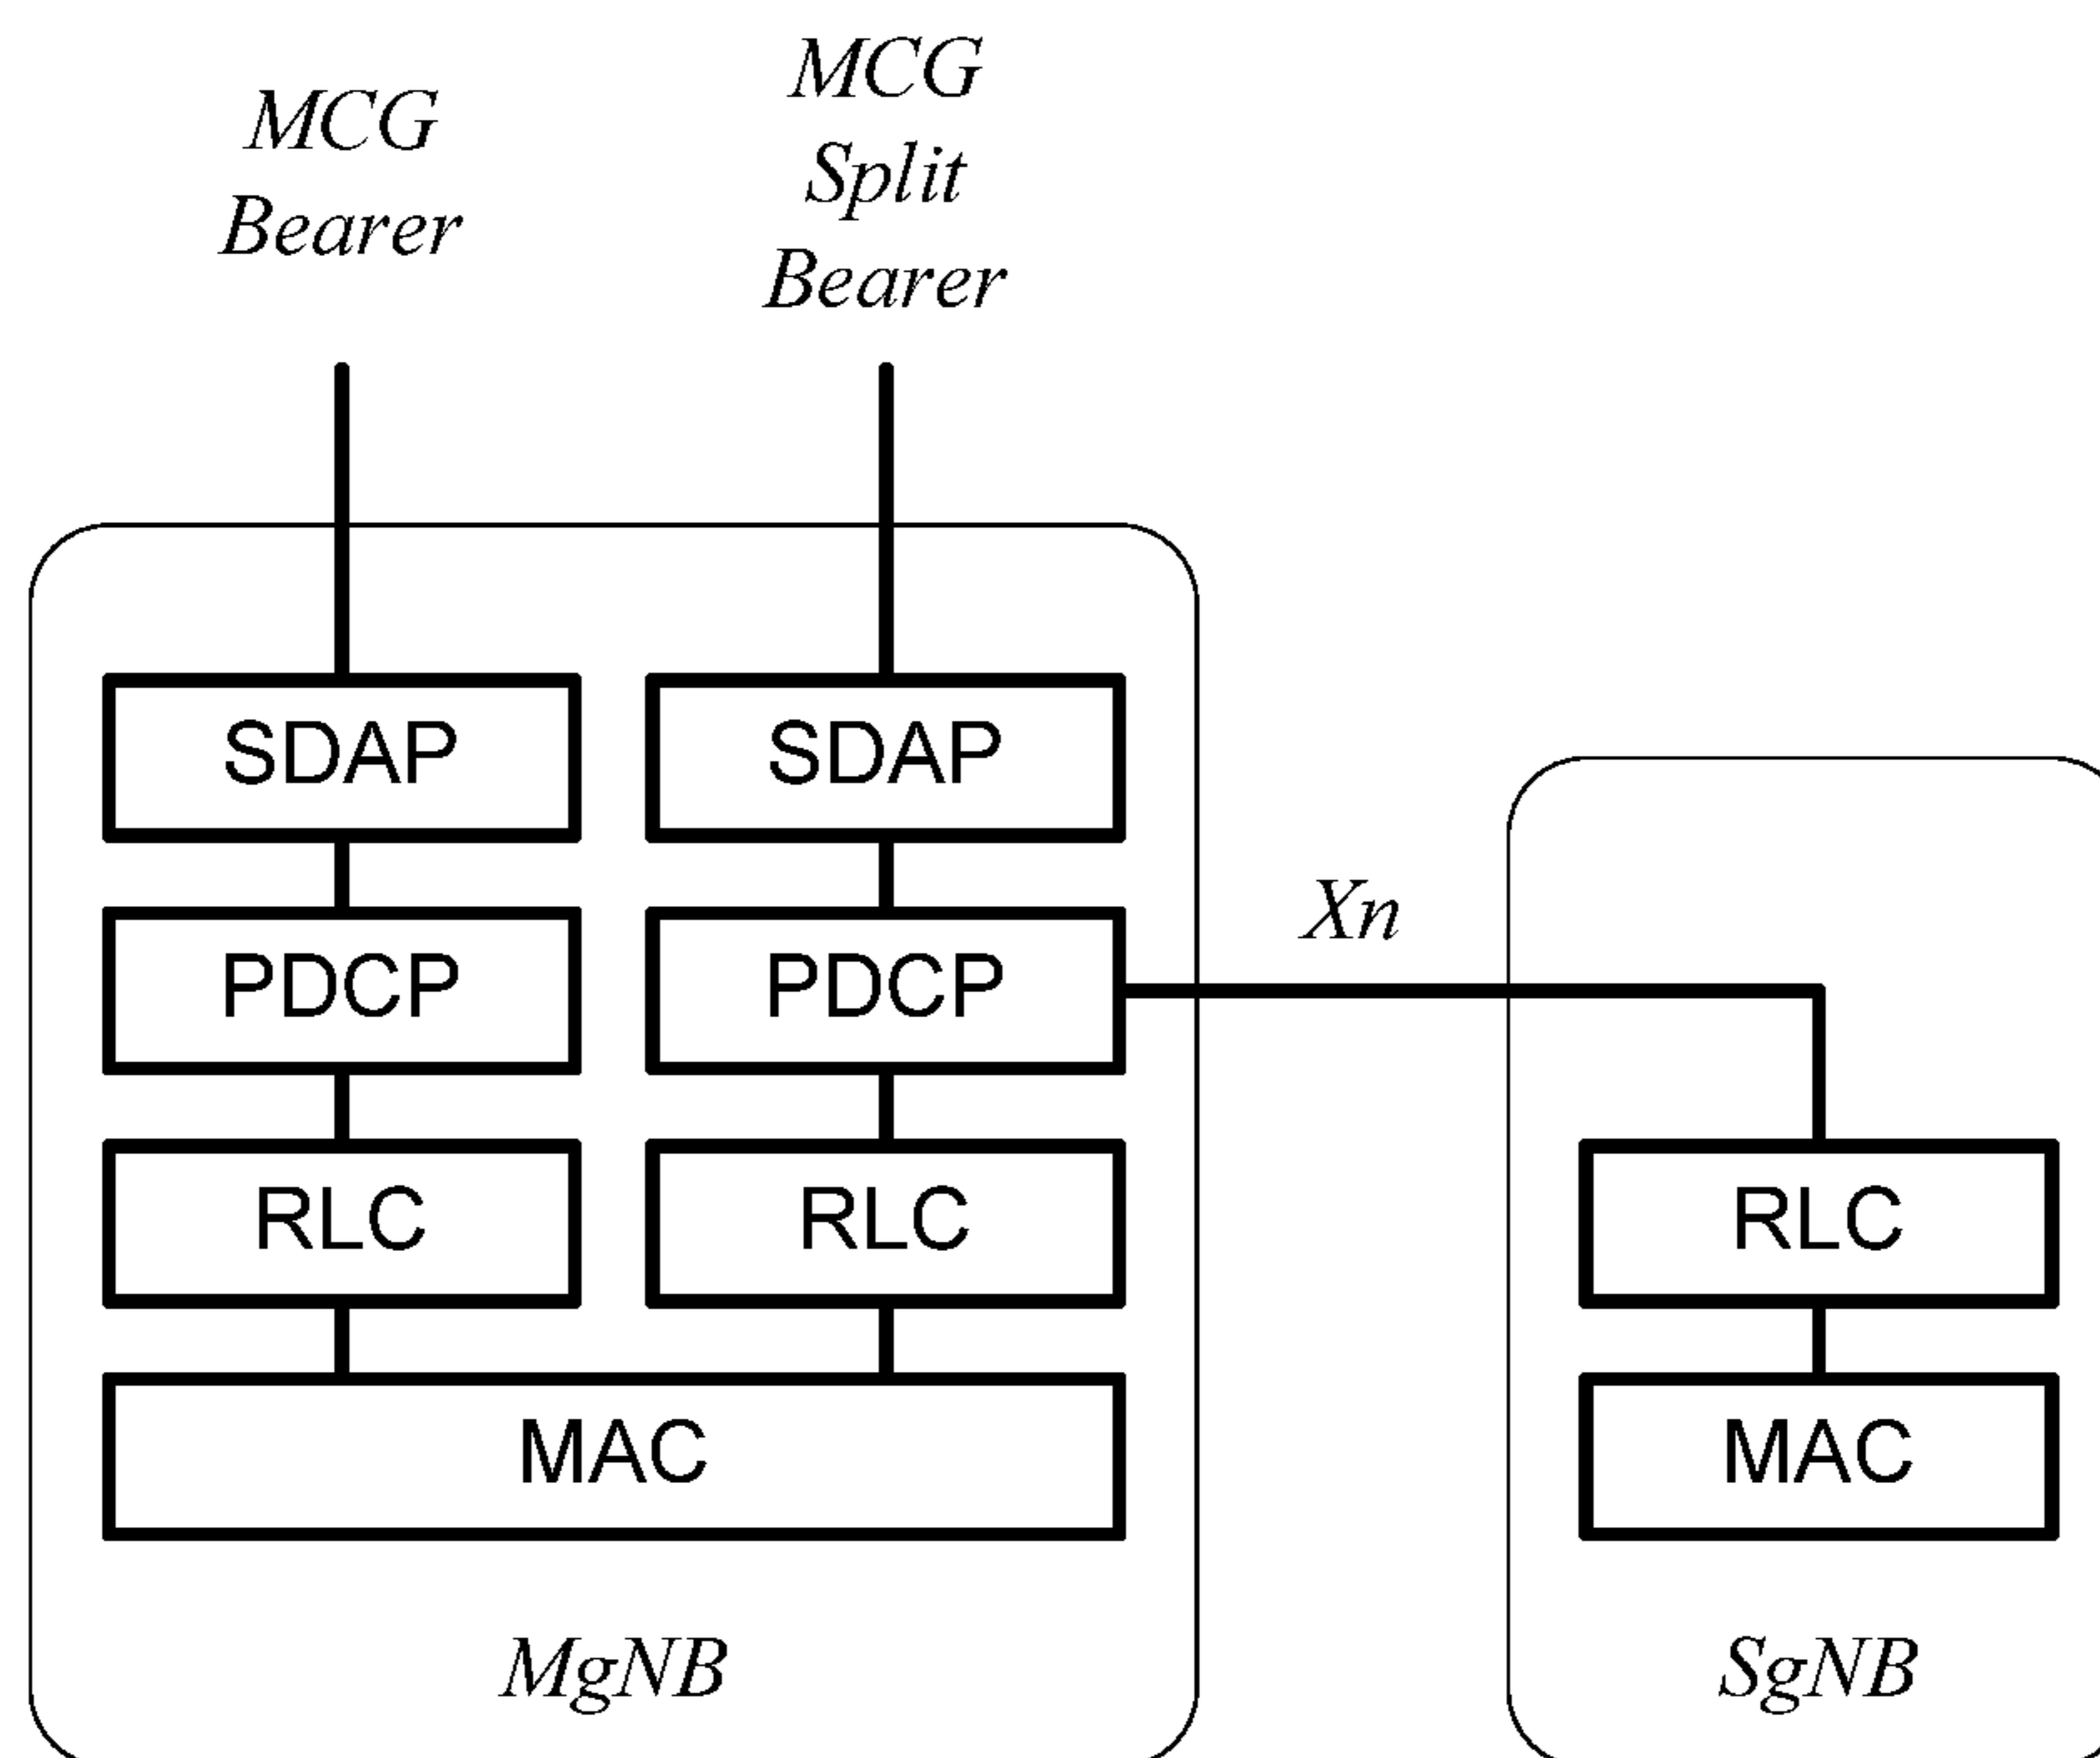 MCG
Bearer
MCG
Split
Bearer
SDAP
SDAP
Xn
PDCP
PDCP
RLC
RLC
RLC
MAC
MAC
MgNB
SgNB